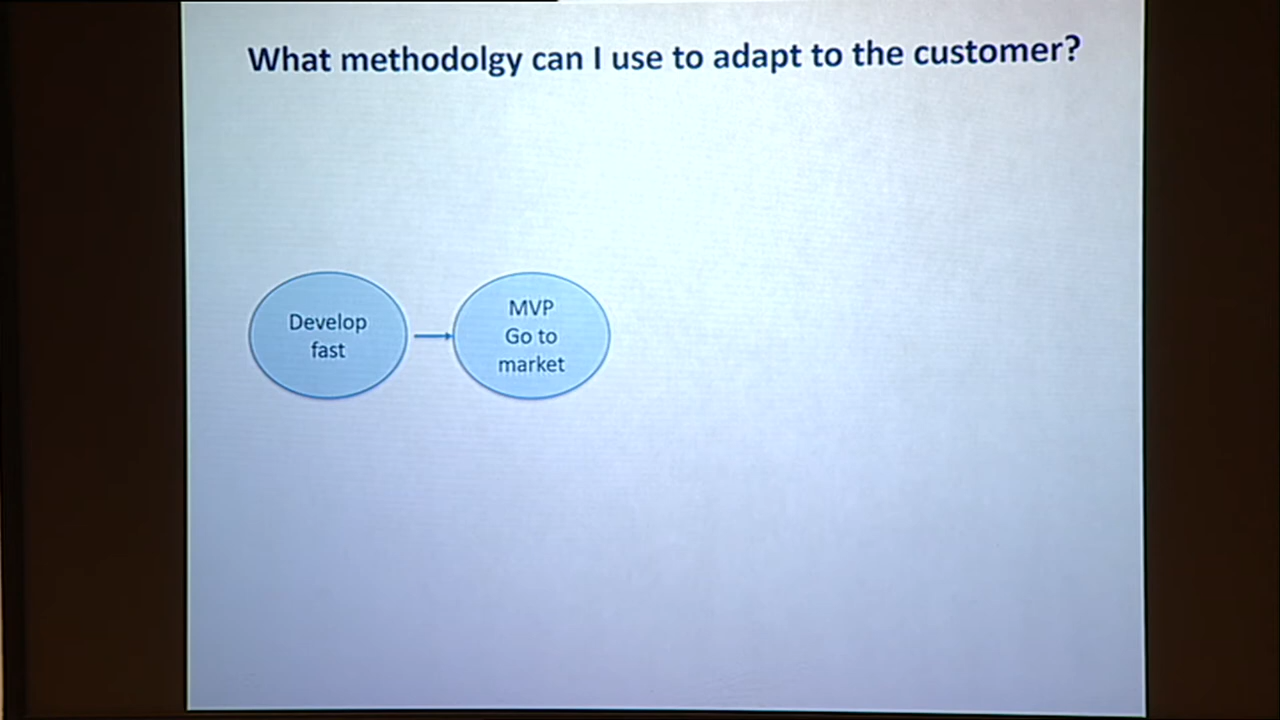 What methodolgy can I use to adapt to the customer?
Develop
fast
MVP
Go to
market